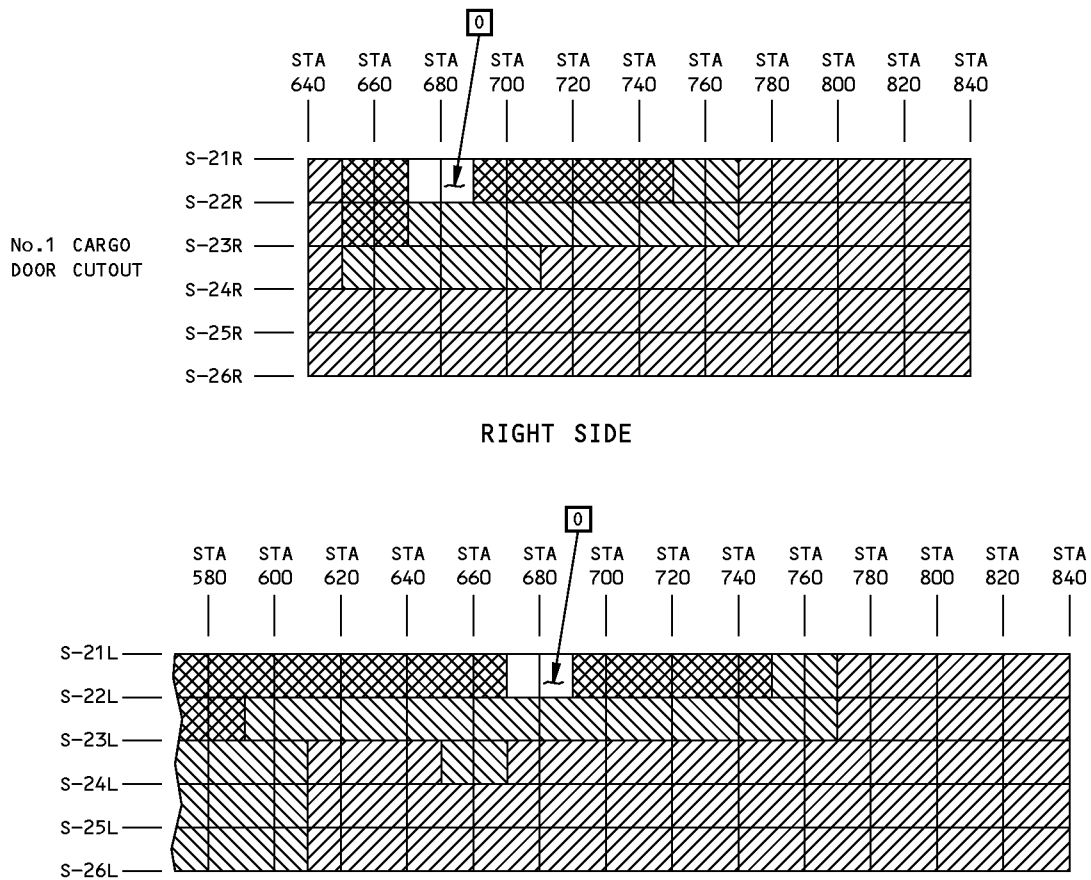 0
STA STA STA STA STA STA STA STA STA STA STA
640 660 680 700 720 740 760 780 800 820 840
S-21R
S-22R
S-23R
No.1 CARGO
DOOR CUTOUT
S-24R
S-25R
S-26R
RIGHT SIDE
0
STA STA STA STA STA STA STA STA STA STA STA STA STA STA
580 600 620 640 660 680 700 720 740 760 780 800 820 840
S-21L
S-22L
S-23L
S-24L
S-25L
S-26L